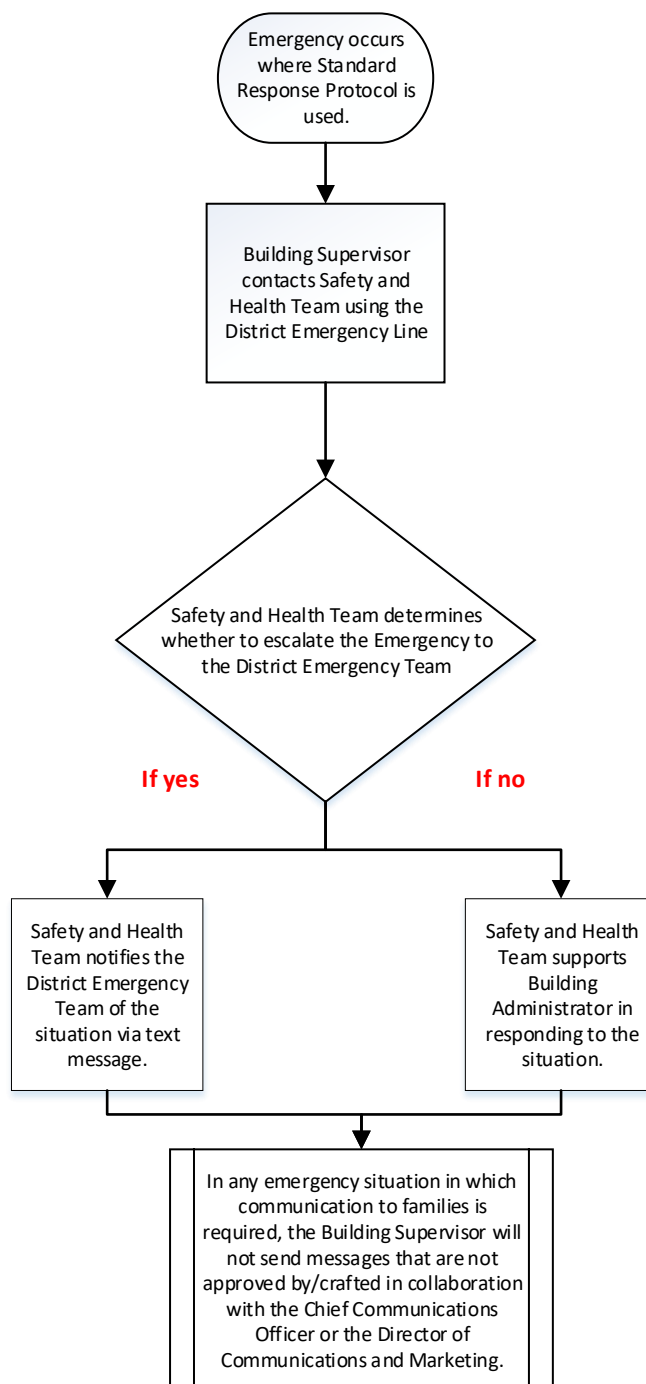 Emergency occurs
where Standard
Response Protocol is
used.
Building Supervisor
contacts Safety and
Health Team using the
District Emergency Line
Safety and Health Team determines
whether to escalate the Emergency to
the District Emergency Team
If yes
If no
Safety and Health
Team notifies the
District Emergency
Team of the
situation via text
message.
Safety and Health
Team supports
Building
Administrator in
responding to the
situation.
In any emergency situation in which
communication to families is
required, the Building Supervisor will
not send messages that are not
approved by/crafted in collaboration
with the Chief Communications
Officer or the Director of
Communications and Marketing.